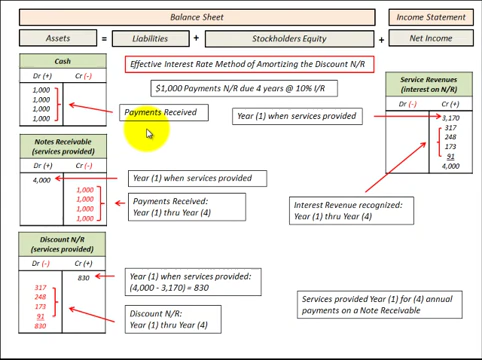 Balance Sheet
Income Statement
Assets
=
Liabilities
+
Stockholders Equity
+
Net Income
Effective Interest Rate Method of Amortizing the Discount N/R
$1,000 Payments N/R due 4 years @ 10% I/R
Cash
Dr (+) Cr (-)
1,000
1,000
1,000
1,000
Payments Received
Service Revenues
(interest on N/R)
Dr (-) Cr (+)
3,170
317
248
173
91
4,000
Year (1) when services provided
Interest Revenue recognized:
Year (1) thru Year (4)
Notes Receivable
(services provided)
Dr (+) Cr (-)
4,000
1,000
1,000
1,000
1,000
Year (1) when services provided
Payments Received:
Year (1) thru Year (4)
Discount N/R
(services provided)
Dr (-) Cr (+)
830
317
248
173
91
830
Year (1) when services provided:
(4,000 - 3,170) = 830
Discount N/R:
Year (1) thru Year (4)
Services provided Year (1) for (4) annual
payments on a Note Receivable